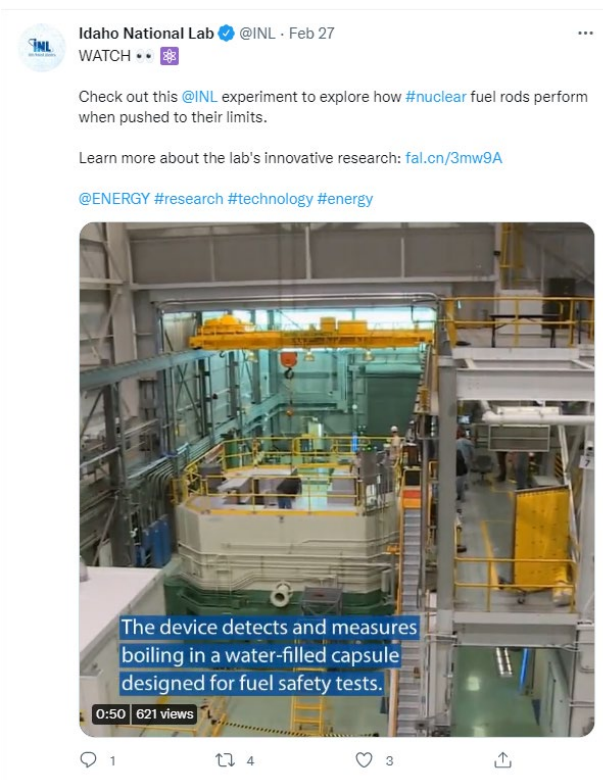 Idaho National Lab @INL · Feb 27
WATCH
Check out this @INL experiment to explore how #nuclear fuel rods perform
when pushed to their limits.
Learn more about the lab's innovative research: fal.cn/3mw9A
@ENERGY #research #technology #energy
INL
The device detects and measures
boiling in a water-filled capsule
designed for fuel safety tests.
0:50 621 views
1 4 3